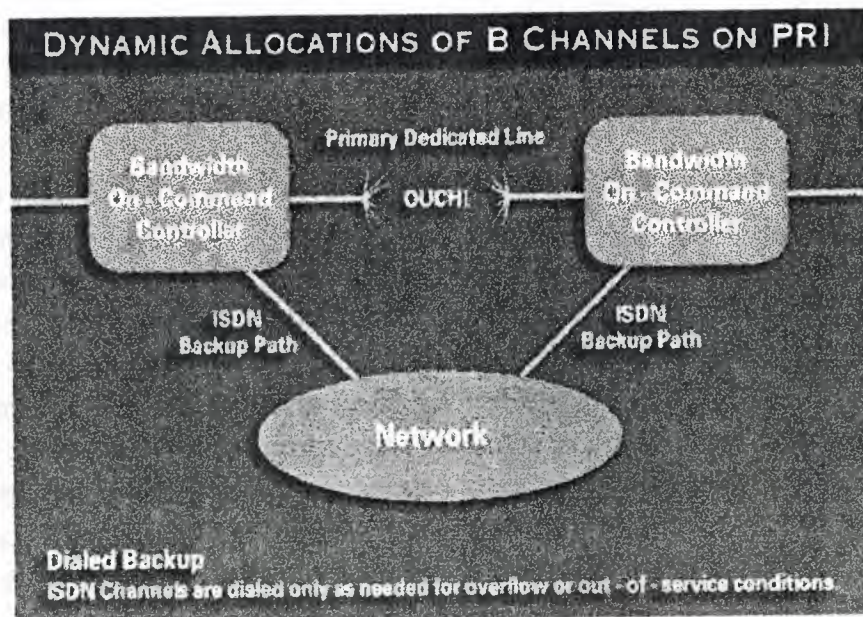 DYNAMIC ALLOCATIONS OF B CHANNELS ON PRI
Primary Dedicated Line
Bandwidth
On - Command
Controller
OUCH!
Bandwidth
On - Command
Controller
ISDN
Backup Path
ISDN
Backup Path
Network
Dialed Backup
ISDN Channels are dialed only as needed for overflow or out - of - service conditions.